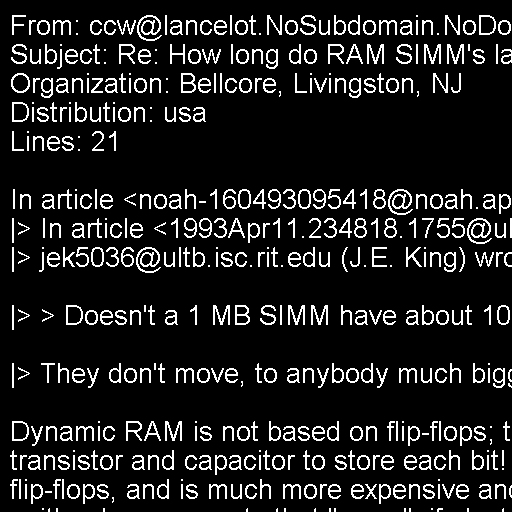 From: ccw@lancelot.NoSubdomain.NoDo
Subject: Re: How long do RAM SIMM's la
Organization: Bellcore, Livingston, NJ
Distribution: usa
Lines: 21

In article <noah-160493095418@noah.ap
|> In article <1993Apr11.234818.1755@ul
|> jek5036@ultb.isc.rit.edu (J.E. King) wro

|> > Doesn't a 1 MB SIMM have about 10

|> They don't move, to anybody much bigg

Dynamic RAM is not based on flip-flops; t
transistor and capacitor to store each bit!
flip-flops, and is much more expensive and